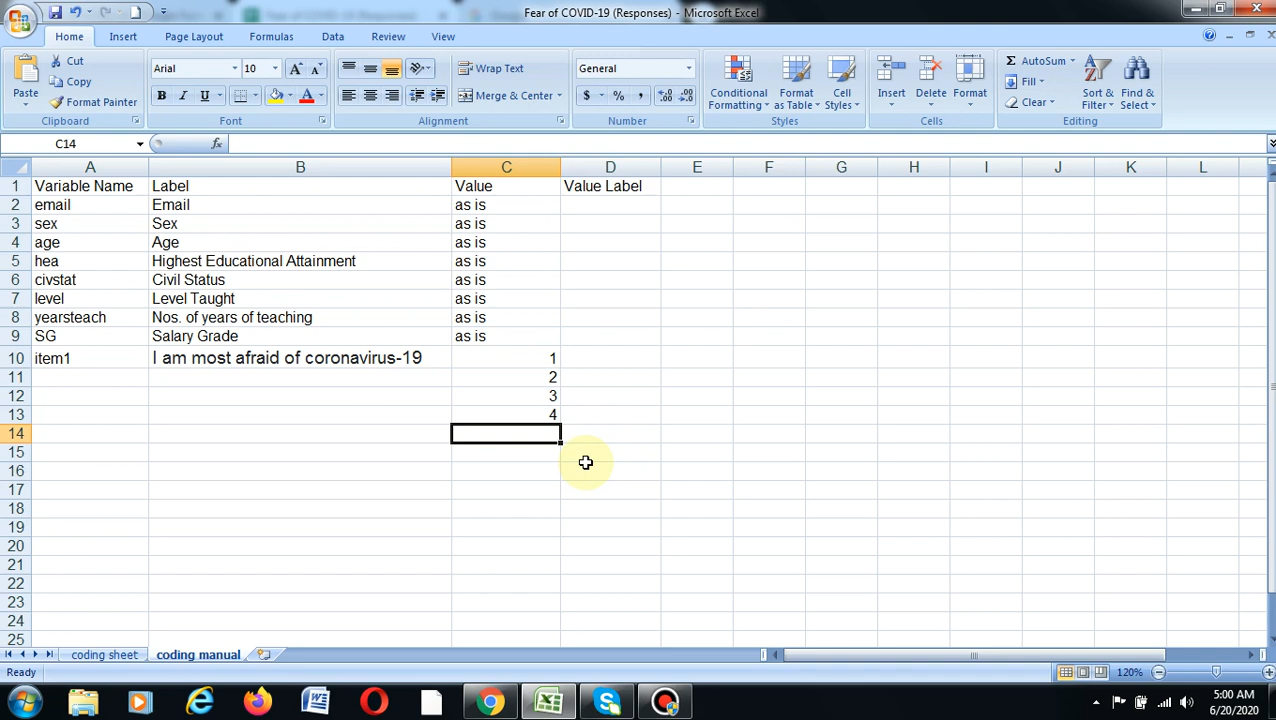 Fear of COVID-19 (Responses) - Microsoft Excel
Home Insert Page Layout Formulas Data Review View
Paste
Cut
Copy
Format Painter
Clipboard
Arial 10
B I U
Font
Wrap Text
Merge & Center
Alignment
General
$ % ,
Number
Conditional Formatting
Format as Table
Cell Styles
Styles
Insert Delete Format
Cells
Σ AutoSum
Fill
Clear
Sort & Filter
Find & Select
Editing
C14 fx
A B C D E F G H I J K L
1 Variable Name Label Value Value Label
2 email Email as is
3 sex Sex as is
4 age Age as is
5 hea Highest Educational Attainment as is
6 civstat Civil Status as is
7 level Level Taught as is
8 yearsteach Nos. of years of teaching as is
9 SG Salary Grade as is
10 item1 I am most afraid of coronavirus-19 1
11 2
12 3
13 4
14
15
16
17
18
19
20
21
22
23
24
25
coding sheet coding manual
Ready 120%
5:00 AM
6/20/2020